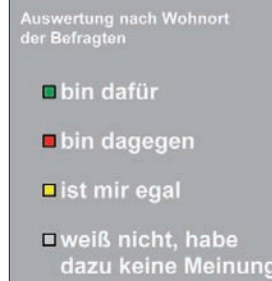 Auswertung nach Wohnort
der Befragten
bin dafür
bin dagegen
ist mir egal
weiß nicht, habe
dazu keine Meinung